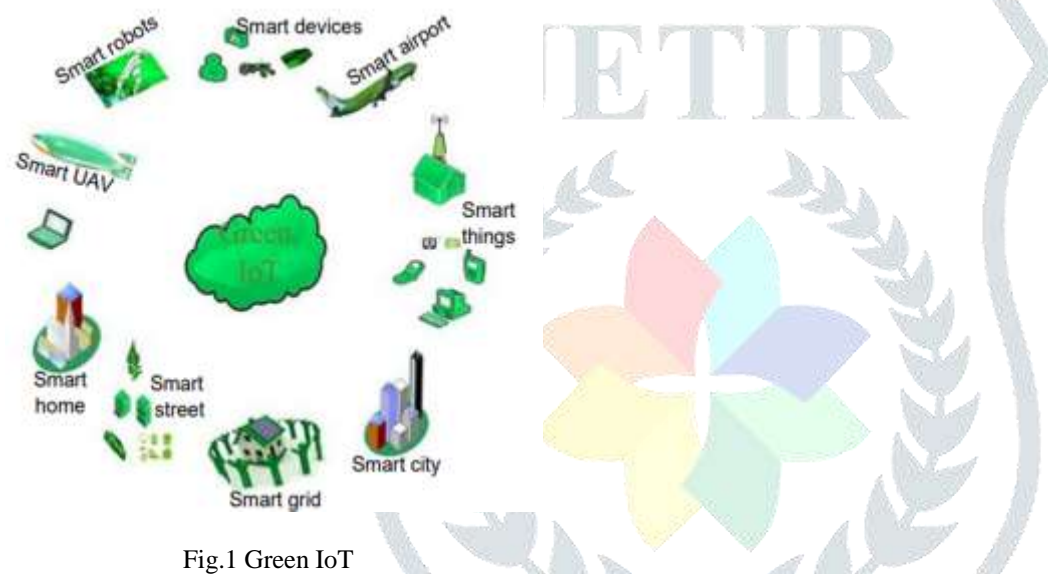 Smart robots
Smart devices
Smart airport
JETIR
Smart UAV
Smart
things
Green
IoT
Smart
home
Smart
street
Smart city
Smart grid
Fig.1 Green IoT